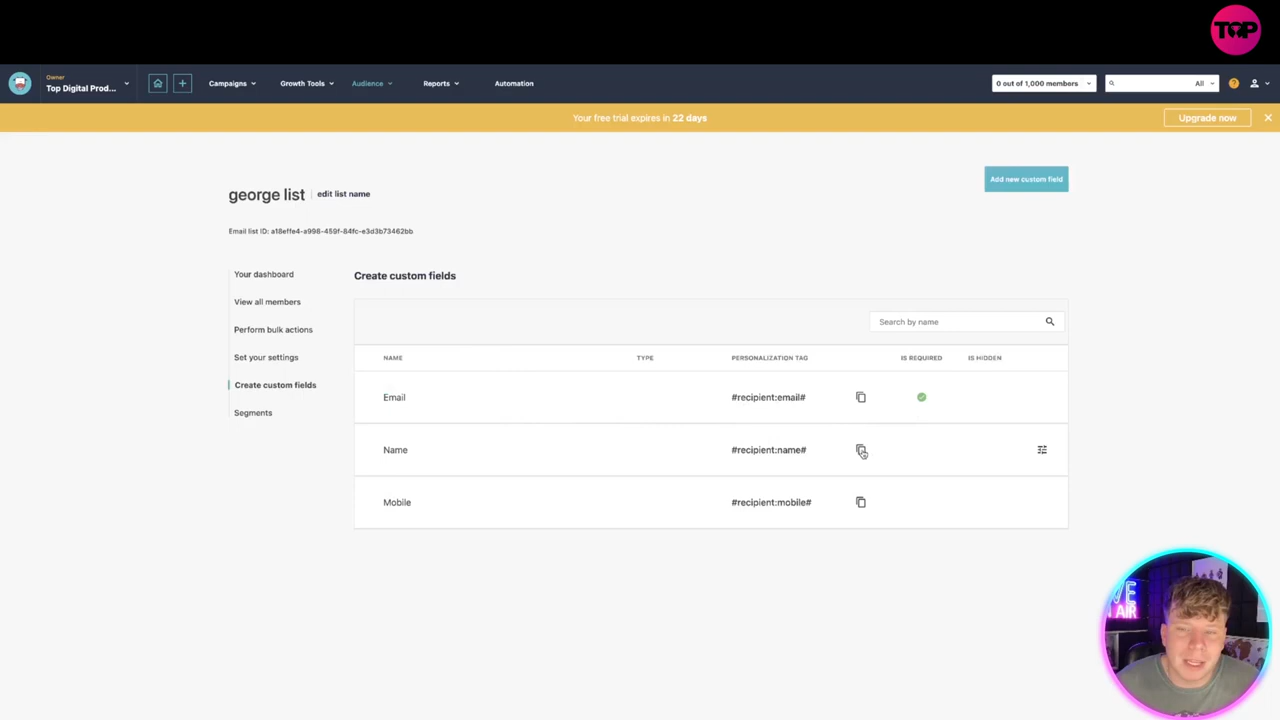 TOP
Owner
Top Digital Prod...
Campaigns
Growth Tools
Audience
Reports
Automation
0 out of 1,000 members
All
?
Your free trial expires in 22 days
Upgrade now
george list
edit list name
Add new custom field
Email list ID: a18effe4-a998-459f-84fc-e3d3b73462bb
Your dashboard
View all members
Perform bulk actions
Set your settings
Create custom fields
Segments
Create custom fields
Search by name
NAME TYPE PERSONALIZATION TAG IS REQUIRED IS HIDDEN
Email #recipient:email#
Name #recipient:name#
Mobile #recipient:mobile#